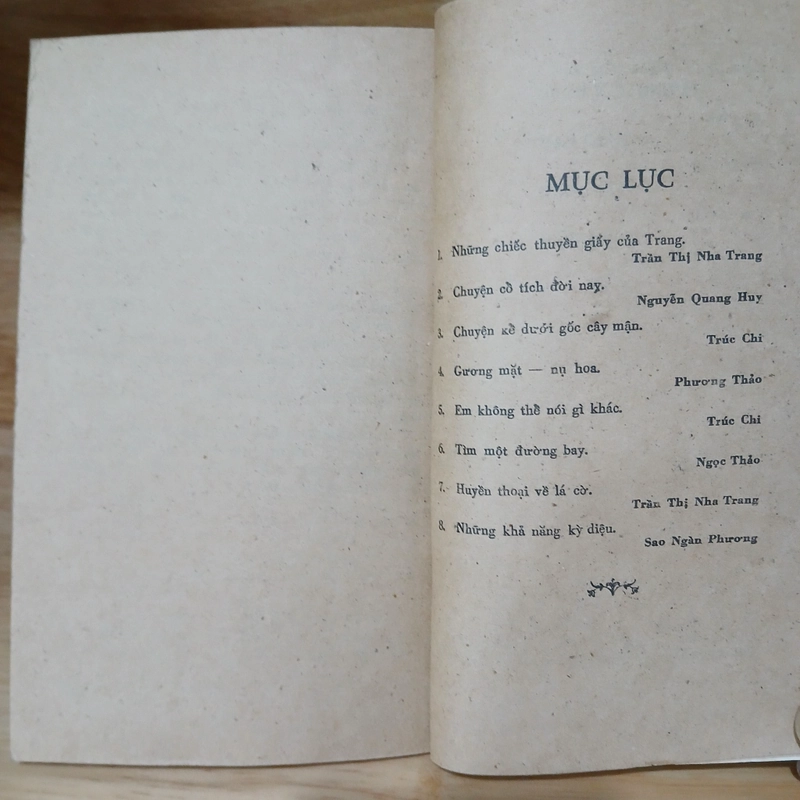 MỤC LỤC
1. Những chiếc thuyền giấy của Trang.
Trần Thị Nha Trang
2. Chuyện cổ tích đời nay.
Nguyễn Quang Huy
3. Chuyện kể dưới gốc cây mận.
Trúc Chi
4. Gương mặt — nụ hoa.
Phương Thảo
5. Em không thể nói gì khác.
Trúc Chi
6. Tìm một đường bay.
Ngọc Thảo
7. Huyền thoại về lá cờ.
Trần Thị Nha Trang
8. Những khả năng kỳ diệu.
Sao Ngàn Phương